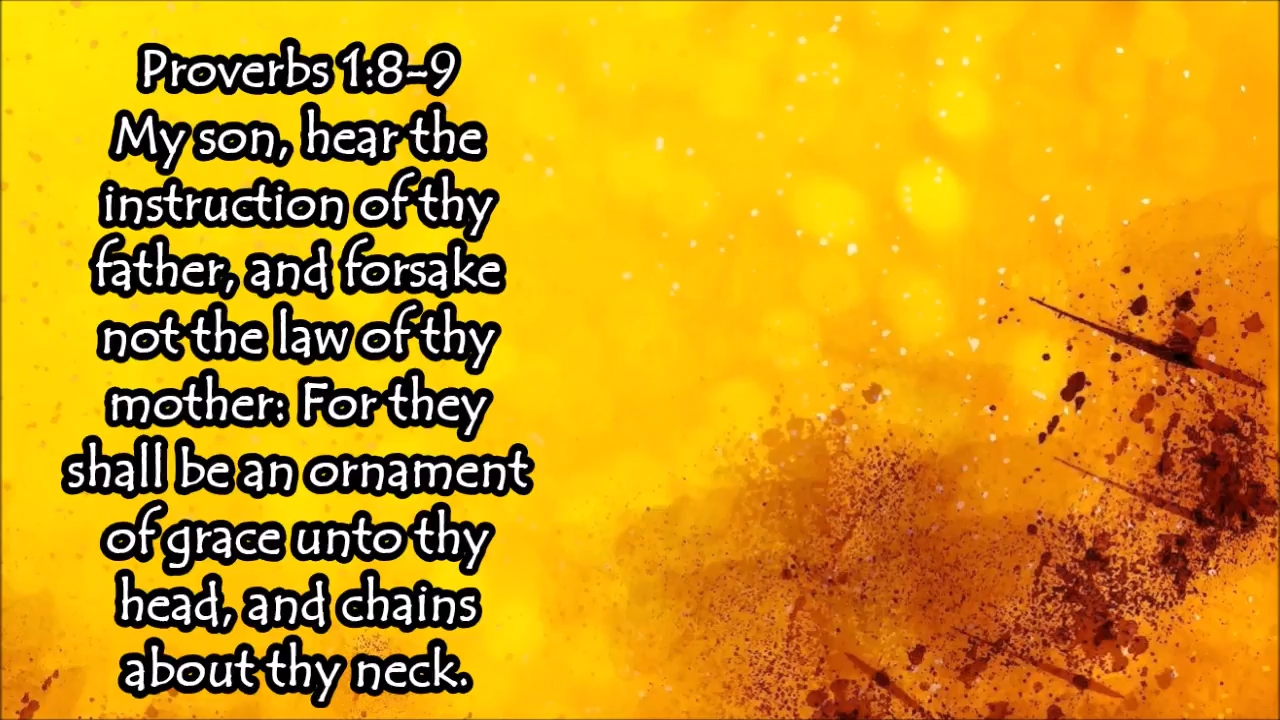 Proverbs 1:8-9
My son, hear the
instruction of thy
father, and forsake
not the law of thy
mother: For they
shall be an ornament
of grace unto thy
head, and chains
about thy neck.